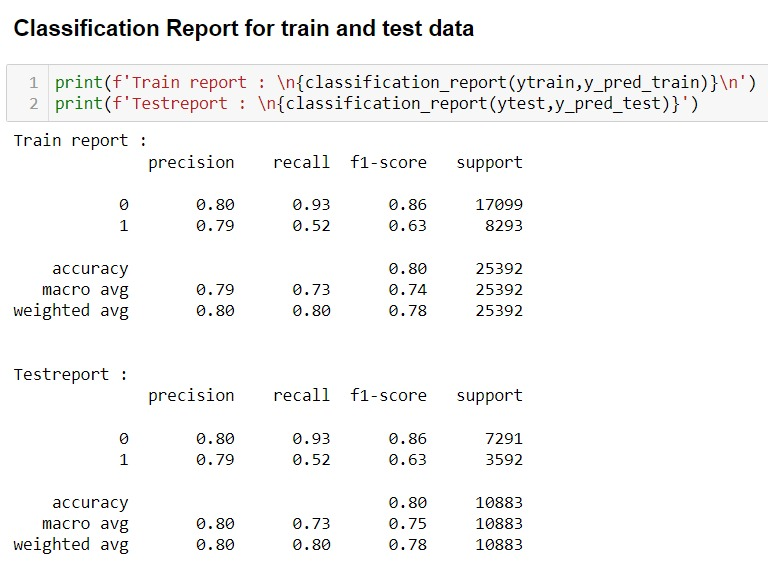 Classification Report for train and test data
1 print(f'Train report : \n{classification_report(ytrain,y_pred_train)}\n')
2 print(f'Testreport : \n{classification_report(ytest,y_pred_test)}')
Train report :
precision recall f1-score support
0 0.80 0.93 0.86 17099
1 0.79 0.52 0.63 8293
accuracy 0.80 25392
macro avg 0.79 0.73 0.74 25392
weighted avg 0.80 0.80 0.78 25392
Testreport :
precision recall f1-score support
0 0.80 0.93 0.86 7291
1 0.79 0.52 0.63 3592
accuracy 0.80 10883
macro avg 0.80 0.73 0.75 10883
weighted avg 0.80 0.80 0.78 10883